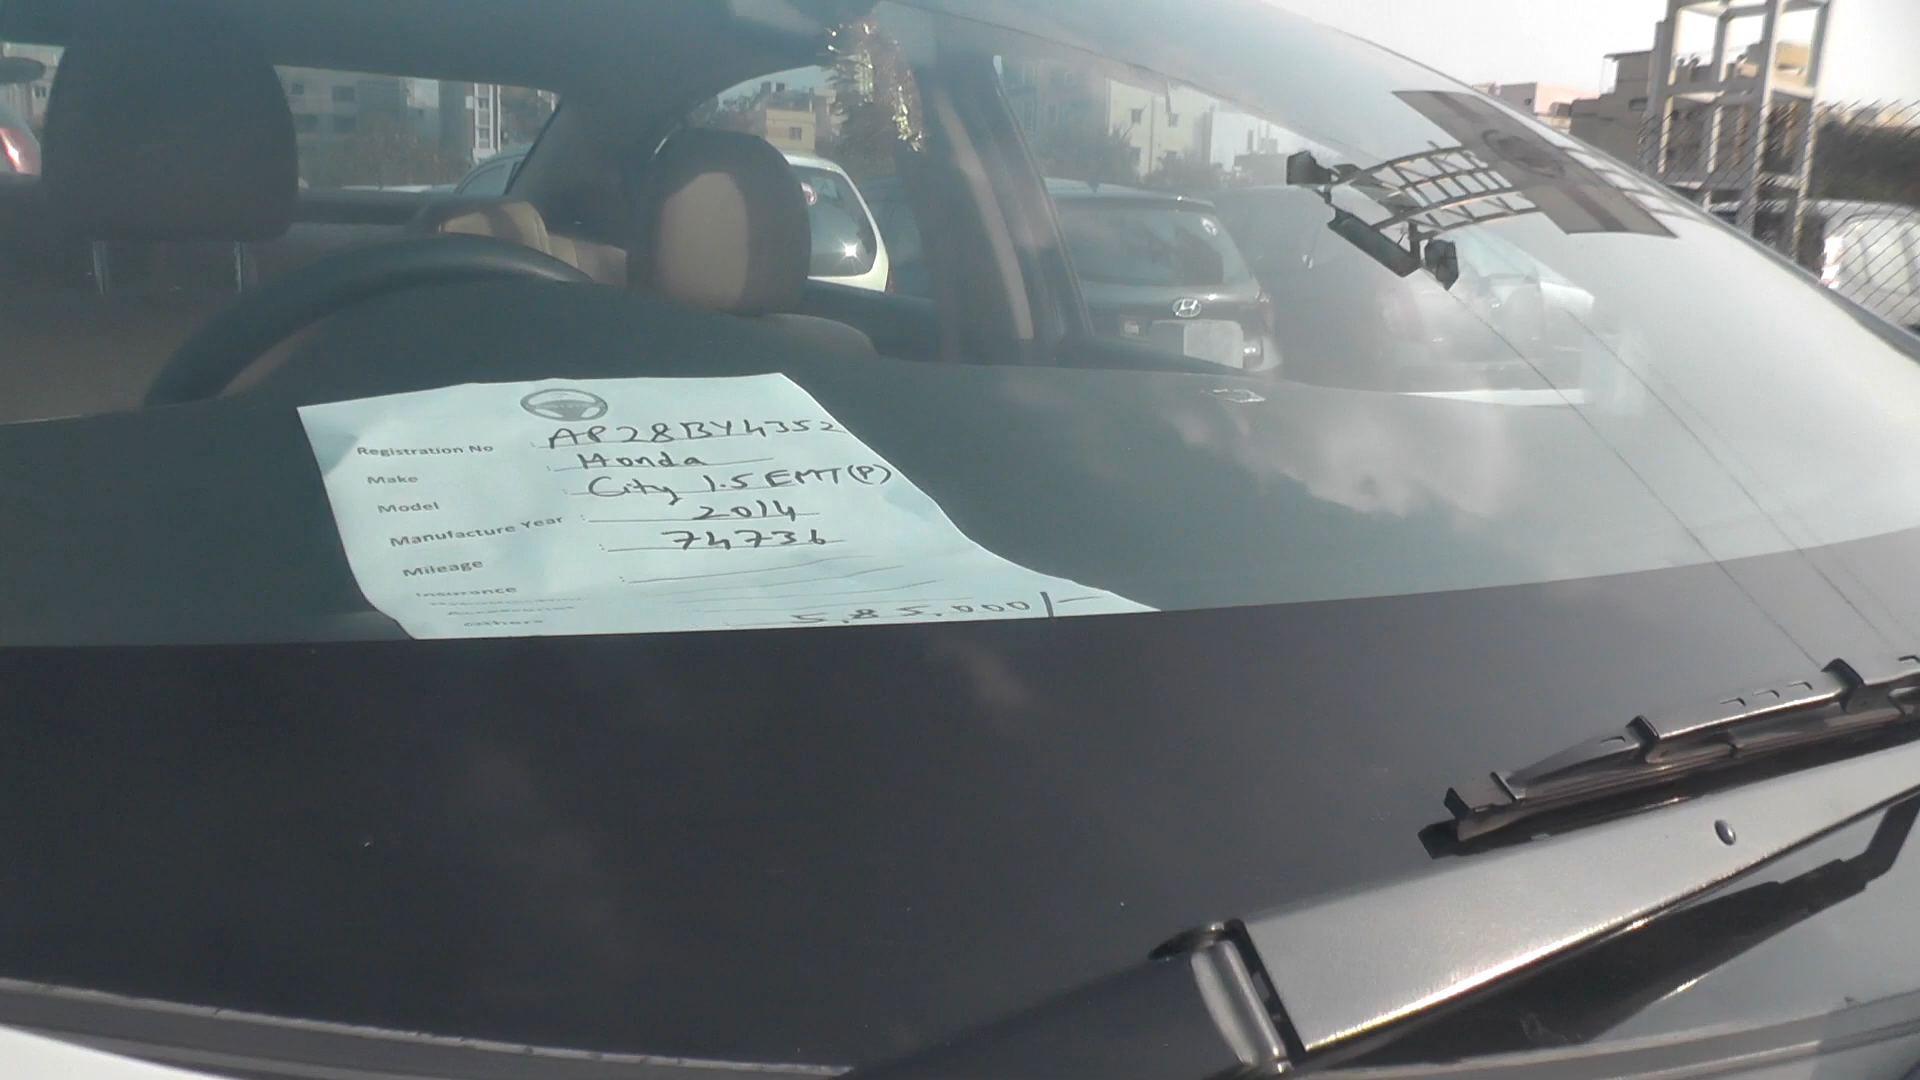 Registration No : AP28BY4352
Make : Honda
Model : City 1.5 EMT(P)
Manufacture Year : 2014
Mileage : 74736
Insurance :
Others 5,85,000/-